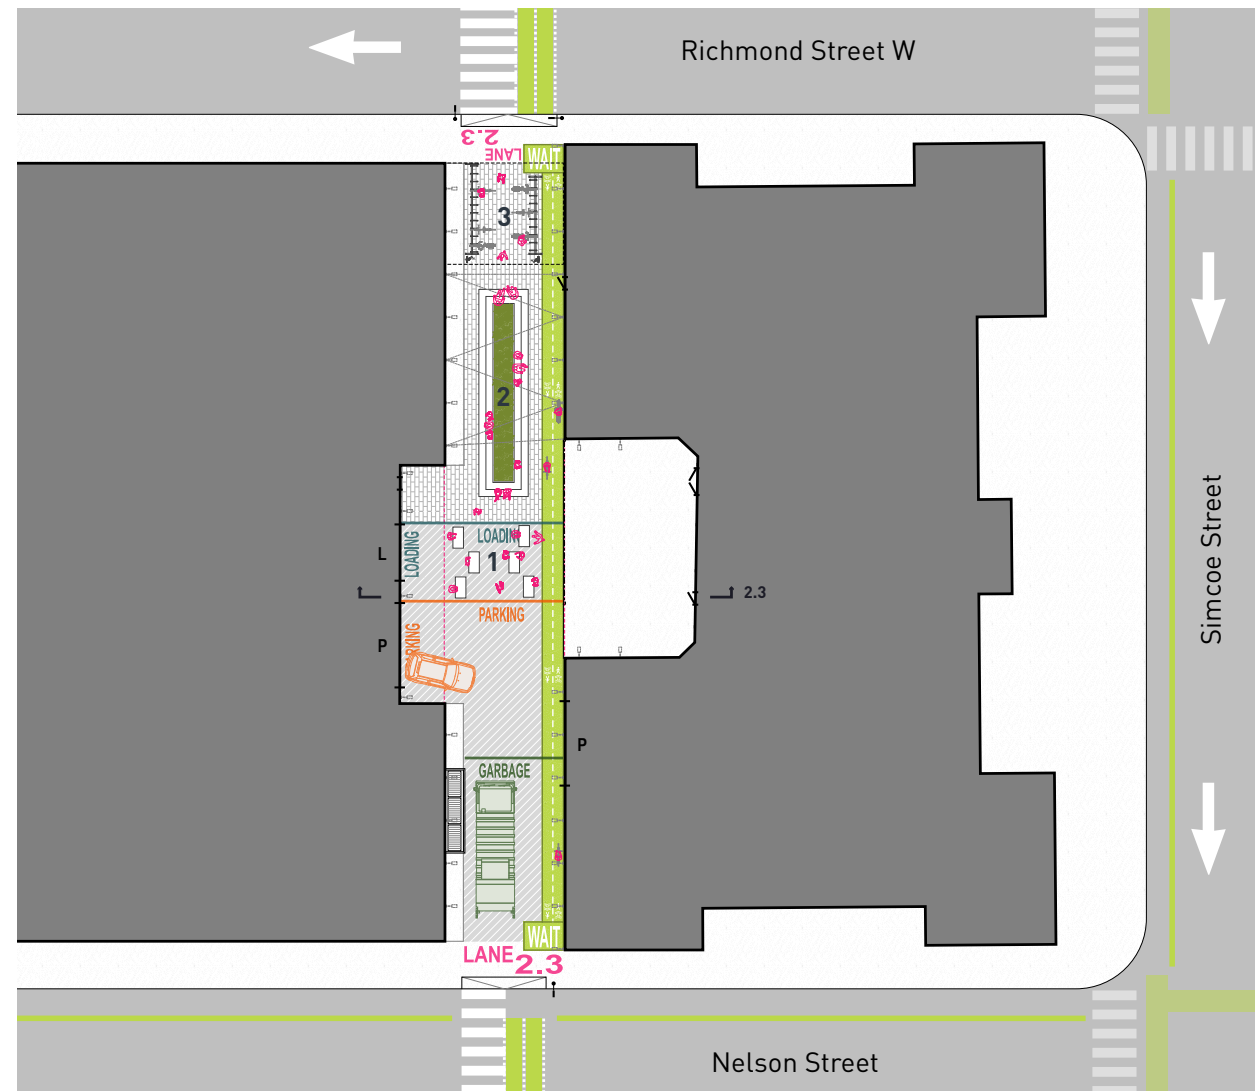 Richmond Street W
2.3
LANE
WAIT
3
2
LOADING
LOADING
1
L
2.3
PARKING
RKING
P
Simcoe Street
P
GARBAGE
WAIT
LANE 2.3
Nelson Street